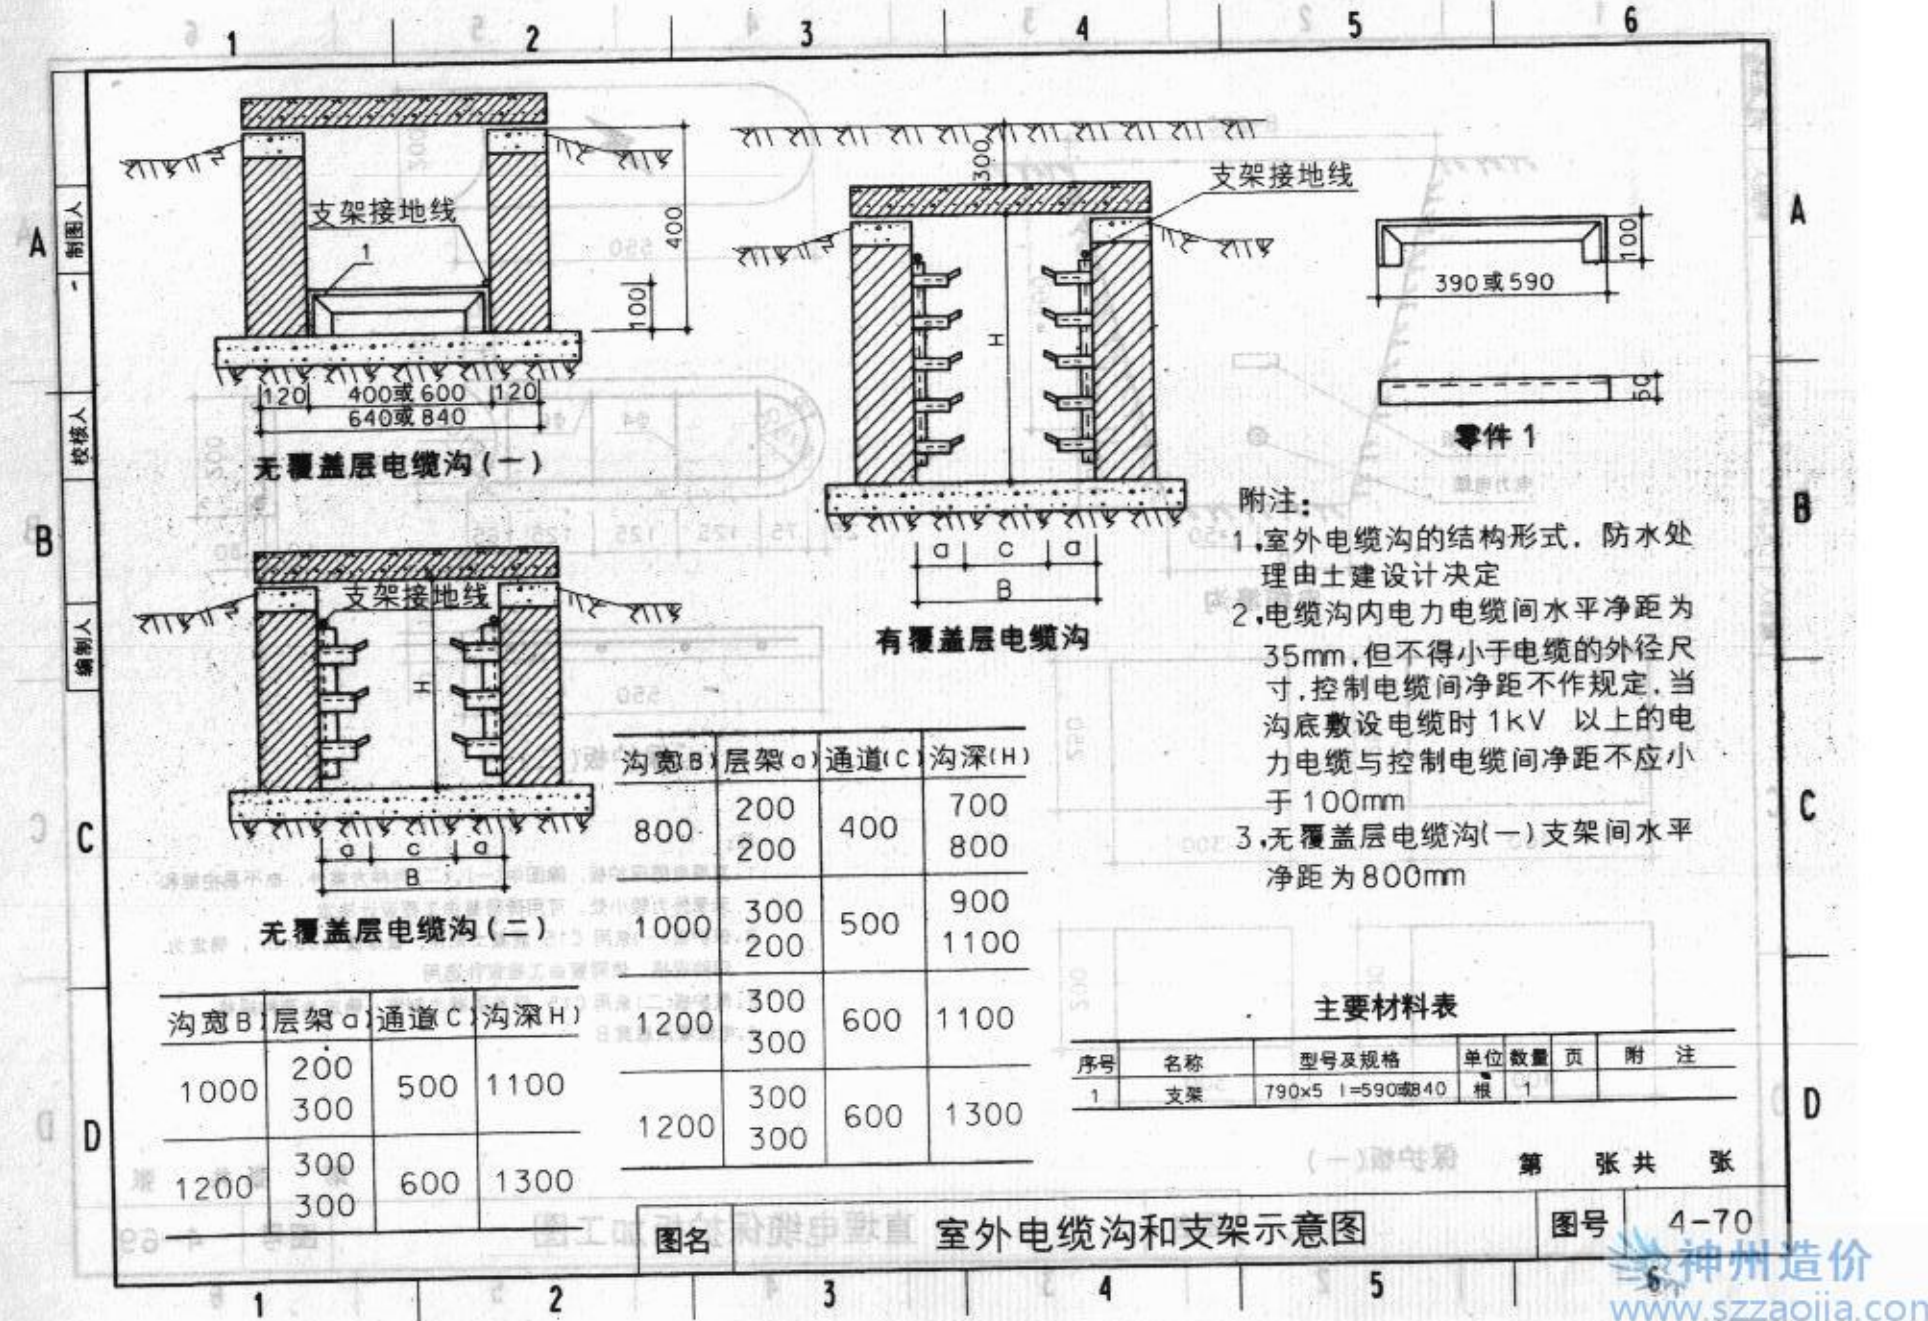 1 2 3 4 5 6
A
B
C
D
制图人
校核人
编制人
支架接地线
1
400
100
120 400或600 120
640或840
无覆盖层电缆沟(一)
300
支架接地线
H
a c a
B
有覆盖层电缆沟
100
390或590
50
零件1
支架接地线
H
a c a
B
无覆盖层电缆沟(二)
沟宽(B) 层架(a) 通道(C) 沟深(H)
1000 200 300 500 1100
1200 300 300 600 1300
沟宽(B) 层架(a) 通道(C) 沟深(H)
800 200 200 400 700 800
1000 300 200 500 900 1100
1200 300 300 600 1100
1200 300 300 600 1300
附注:
1,室外电缆沟的结构形式.防水处
理由土建设计决定
2,电缆沟内电力电缆间水平净距为
35mm,但不得小于电缆的外径尺
寸,控制电缆间净距不作规定,当
沟底敷设电缆时1kV 以上的电
力电缆与控制电缆间净距不应小
于100mm
3,无覆盖层电缆沟(一)支架间水平
净距为800mm
主要材料表
序号 名称 型号及规格 单位 数量 页 附 注
1 支架 790x5 l=590或840 根 1
第 张 共 张
图名 室外电缆沟和支架示意图 图号 4-70
A
B
C
D
1 2 3 4 5 6
神州造价
www.szzaojia.com